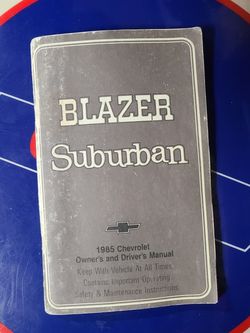 BLAZER
Suburban
1985 Chevrolet
Owner's and Driver's Manual
Keep With Vehicle At All Times.
Contains Important Operating
Safety & Maintenance Instructions.